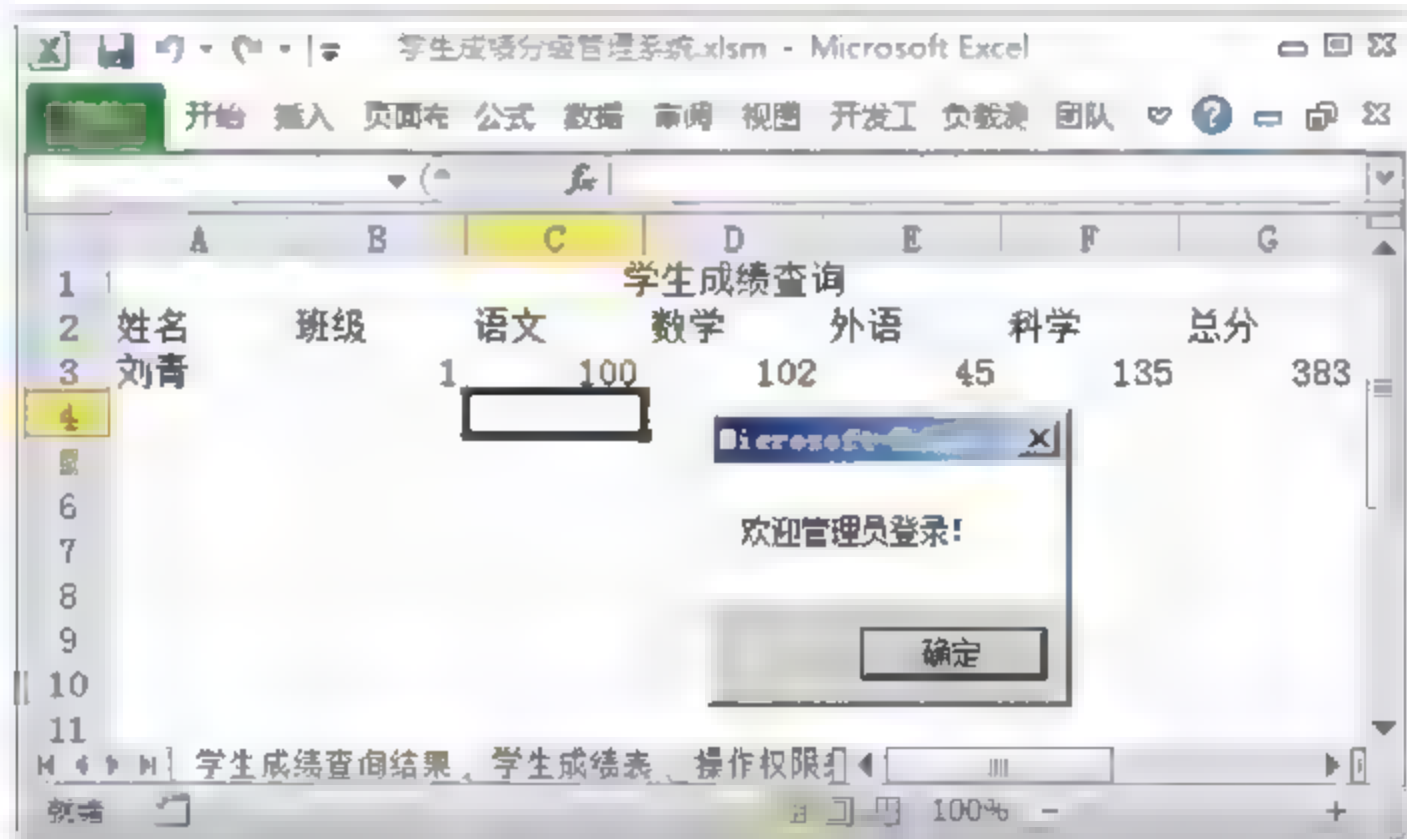 学生成绩分级管理系统.xlsm - Microsoft Excel
开始 插入 页面布 公式 数据 审阅 视图 开发工 负载测 团队
fx
A B C D E F G
1 学生成绩查询
2 姓名 班级 语文 数学 外语 科学 总分
3 刘青 1 100 102 45 135 383
4
5
6
7
8
9
10
11
Microsoft
欢迎管理员登录!
确定
学生成绩查询结果 学生成绩表 操作权限
就绪 100%